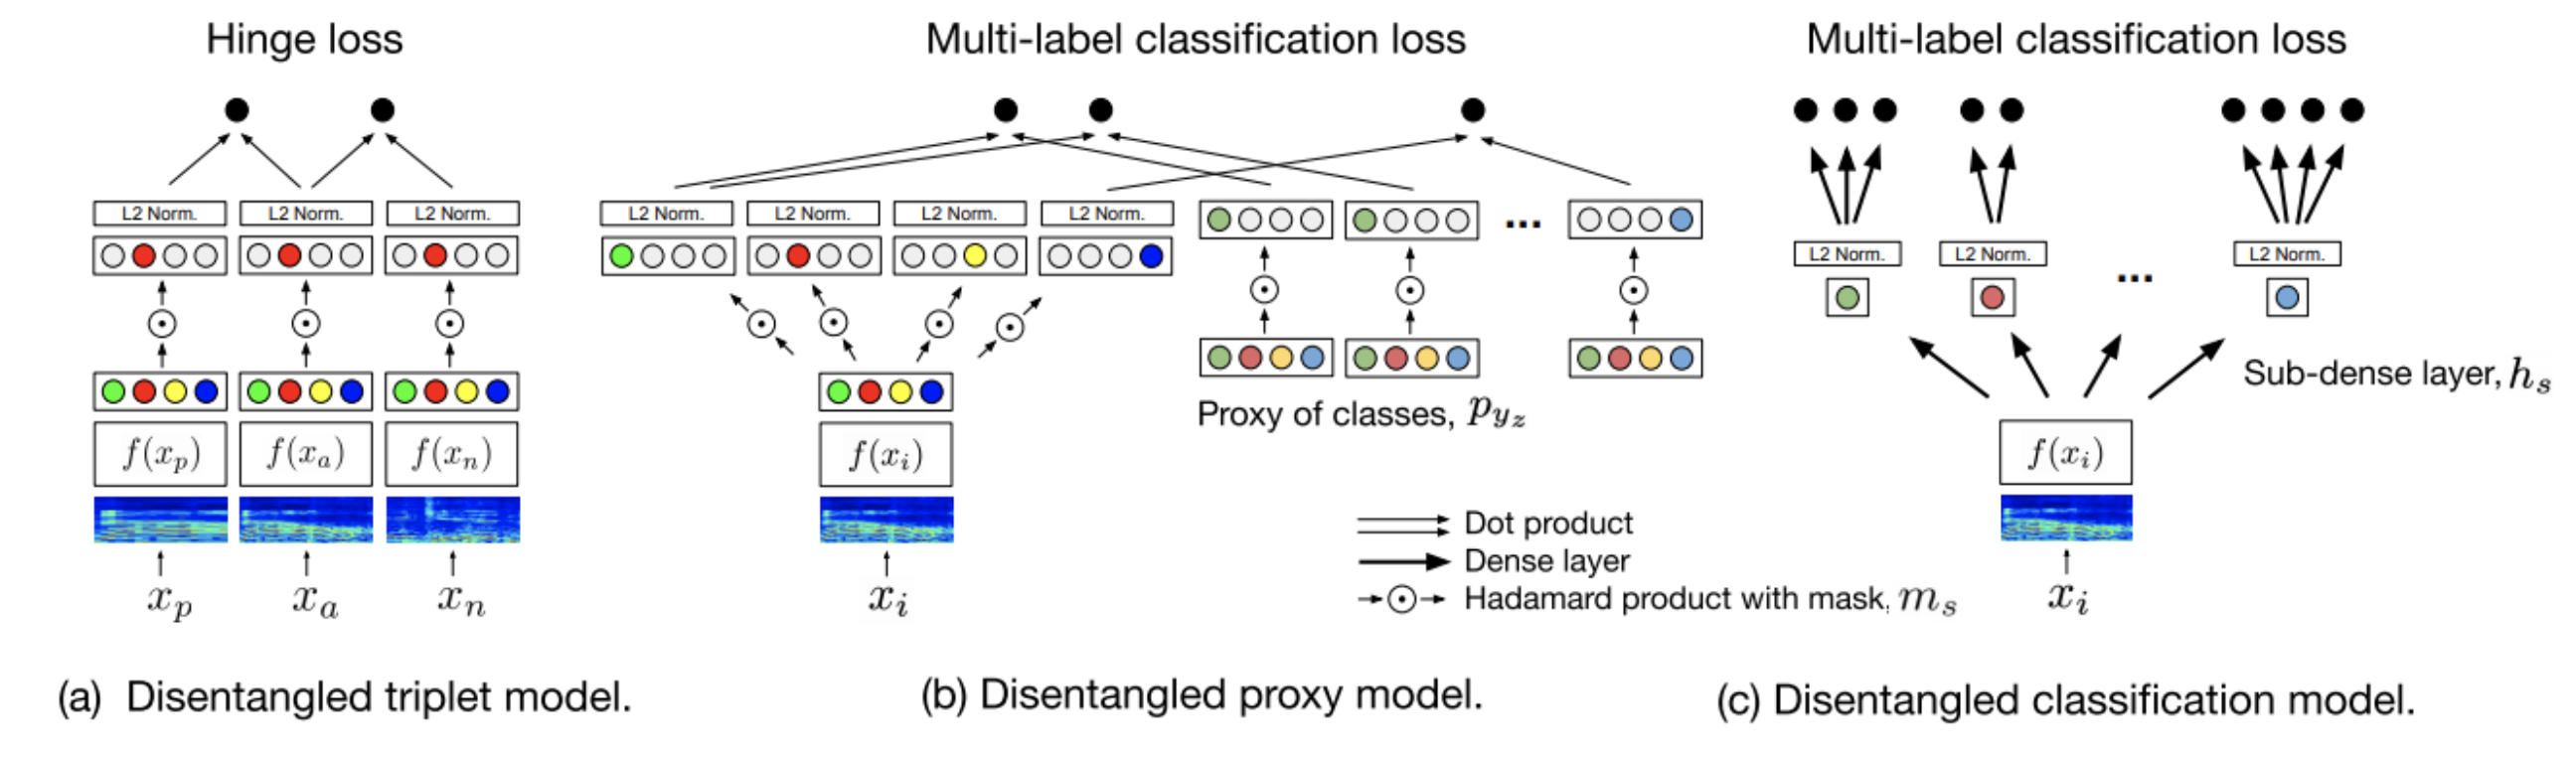 Hinge loss
L2 Norm. L2 Norm. L2 Norm.
f(x_p) f(x_a) f(x_n)
x_p x_a x_n
(a) Disentangled triplet model.
Multi-label classification loss
L2 Norm. L2 Norm. L2 Norm. L2 Norm.
...
Proxy of classes, p_{y_z}
f(x_i)
x_i
Dot product
Dense layer
Hadamard product with mask, m_s
(b) Disentangled proxy model.
Multi-label classification loss
L2 Norm. L2 Norm. L2 Norm.
...
Sub-dense layer, h_s
f(x_i)
x_i
(c) Disentangled classification model.